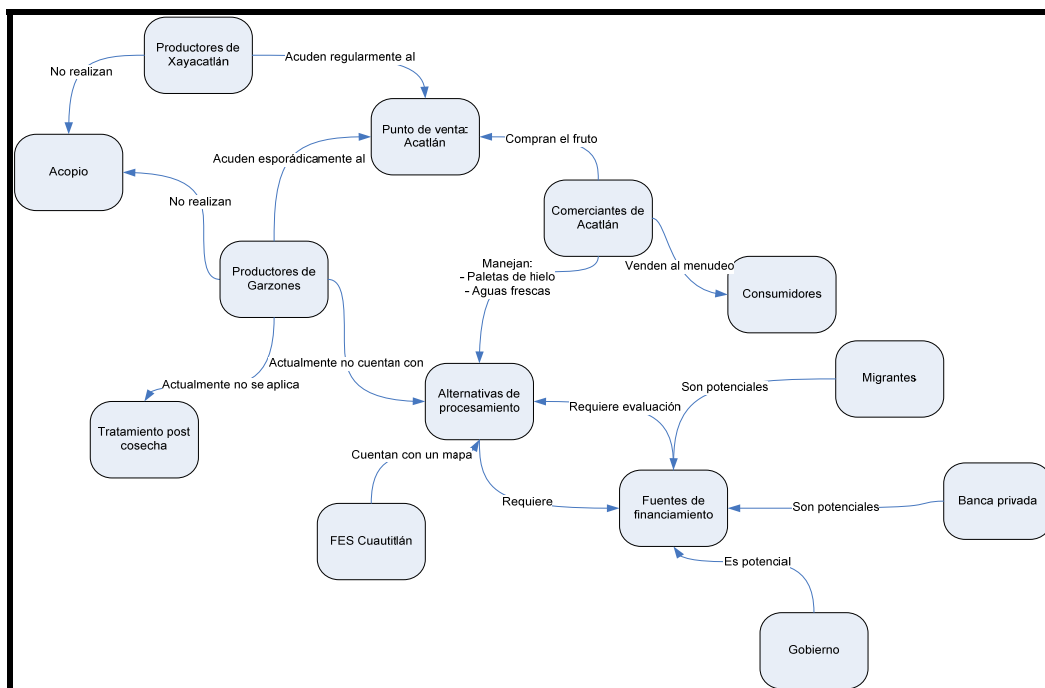 Productores de
Xayacatlán
Acuden regularmente al
No realizan
Punto de venta:
Acatlán
Compran el fruto
Acopio
Acuden esporádicamente al
No realizan
Comerciantes de
Acatlán
Productores de
Garzones
Manejan:
- Paletas de hielo
- Aguas frescas
Venden al menudeo
Consumidores
Actualmente no cuentan con
Actualmente no se aplica
Migrantes
Son potenciales
Alternativas de
procesamiento
Requiere evaluación
Tratamiento post
cosecha
Cuentan con un mapa
Requiere
Fuentes de
financiamiento
Son potenciales
Banca privada
FES Cuautitlán
Es potencial
Gobierno